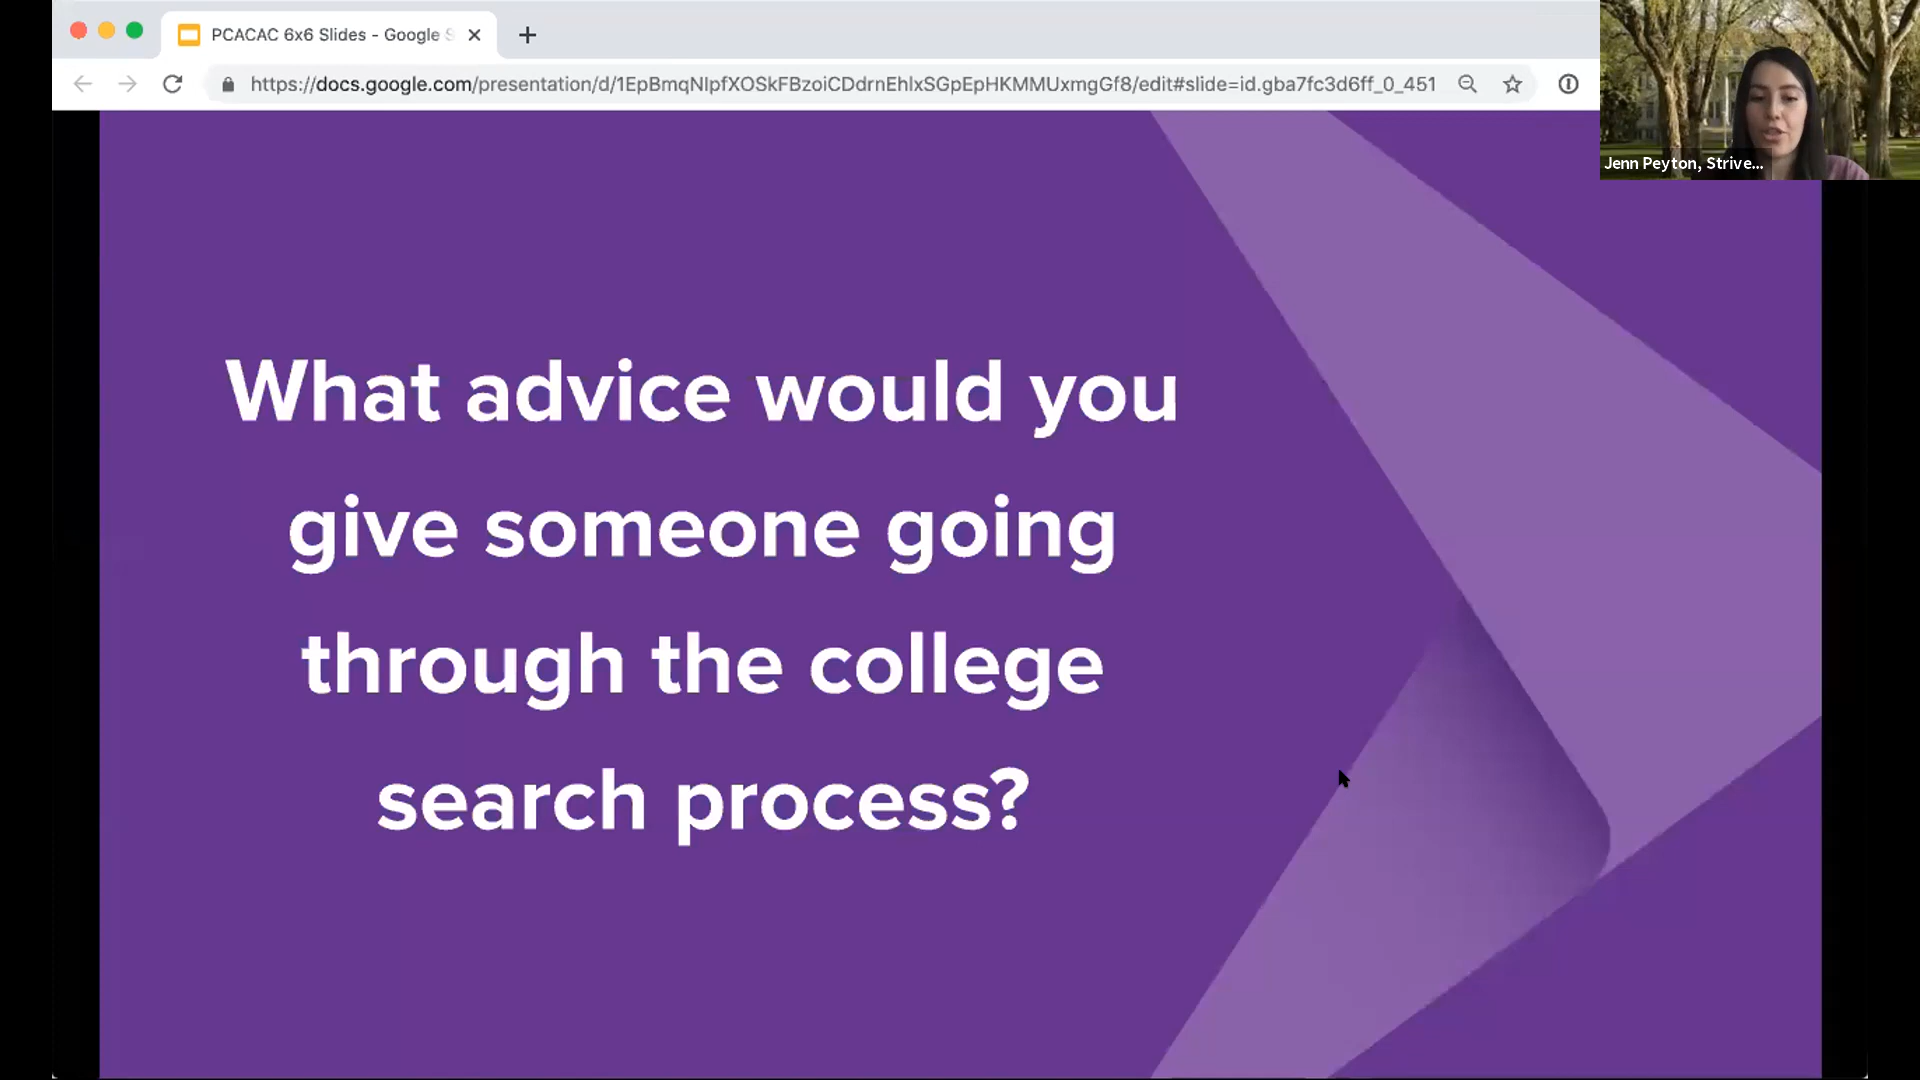 PCACAC 6x6 Slides - Google S
https://docs.google.com/presentation/d/1EpBmqNlpfXOSkFBzoiCDdrnEhlxSGpEpHKMMUxmgGf8/edit#slide=id.gba7fc3d6ff_0_451
Jenn Peyton, Strive...
What advice would you
give someone going
through the college
search process?